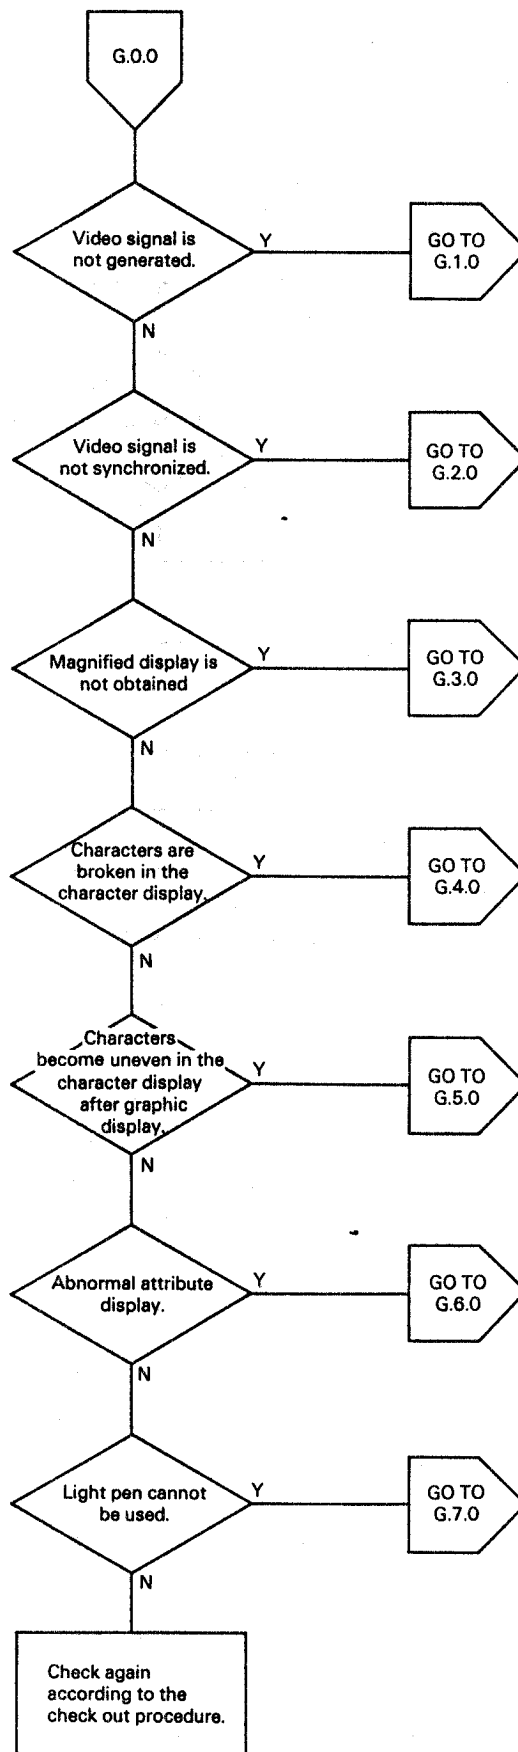 G.0.0
Video signal is
not generated.
Y
GO TO
G.1.0
N
Video signal is
not synchronized.
Y
GO TO
G.2.0
N
Magnified display is
not obtained
Y
GO TO
G.3.0
N
Characters are
broken in the
character display.
Y
GO TO
G.4.0
N
Characters
become uneven in the
character display
after graphic
display.
Y
GO TO
G.5.0
N
Abnormal attribute
display.
Y
GO TO
G.6.0
N
Light pen cannot
be used.
Y
GO TO
G.7.0
N
Check again
according to the
check out procedure.